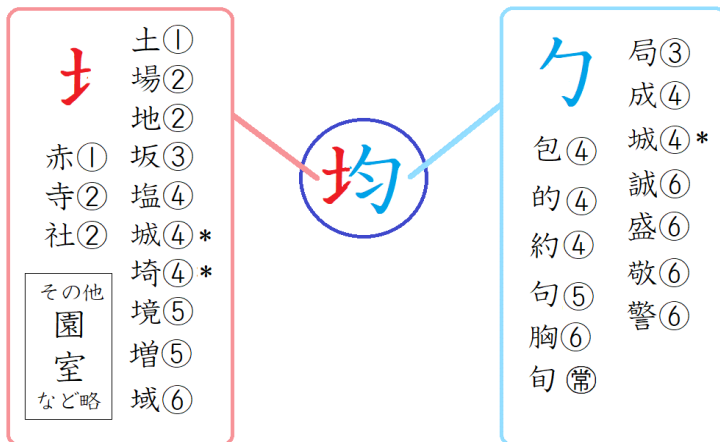 土①
場②
地②
坂③
塩④
城④*
埼④*
境⑤
増⑤
域⑥
赤①
寺②
社②
その他
園
室
など略
均
勹
包④
的④
約④
句⑤
胸⑥
旬㊖
局③
成④
城④*
誠⑥
盛⑥
敬⑥
警⑥